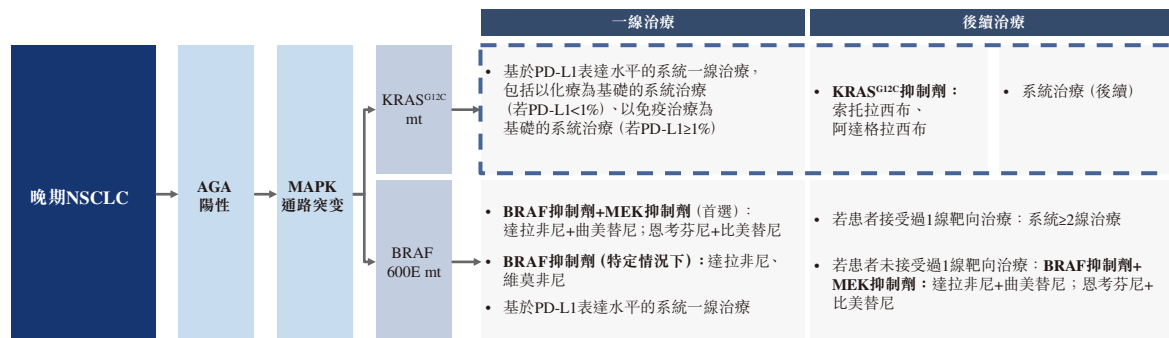 一線治療
後續治療
晚期NSCLC
AGA
陽性
MAPK
通路突变
KRASG12C
mt
• 基於PD-L1表達水平的系統一線治療，
包括以化療為基礎的系統治療
（若PD-L1<1%）、以免疫治療為
基礎的系統治療（若PD-L1≥1%）
• KRASG12C抑制劑：
索托拉西布、
阿達格拉西布
• 系統治療（後續）
BRAF
600E mt
• BRAF抑制劑+MEK抑制劑（首選）：
達拉非尼+曲美替尼；恩考芬尼+比美替尼
• BRAF抑制劑（特定情況下）：達拉非尼、
維莫非尼
• 基於PD-L1表達水平的系統一線治療
• 若患者接受過1線靶向治療：系統≥2線治療
• 若患者未接受過1線靶向治療：BRAF抑制劑+
MEK抑制劑：達拉非尼+曲美替尼；恩考芬尼+
比美替尼